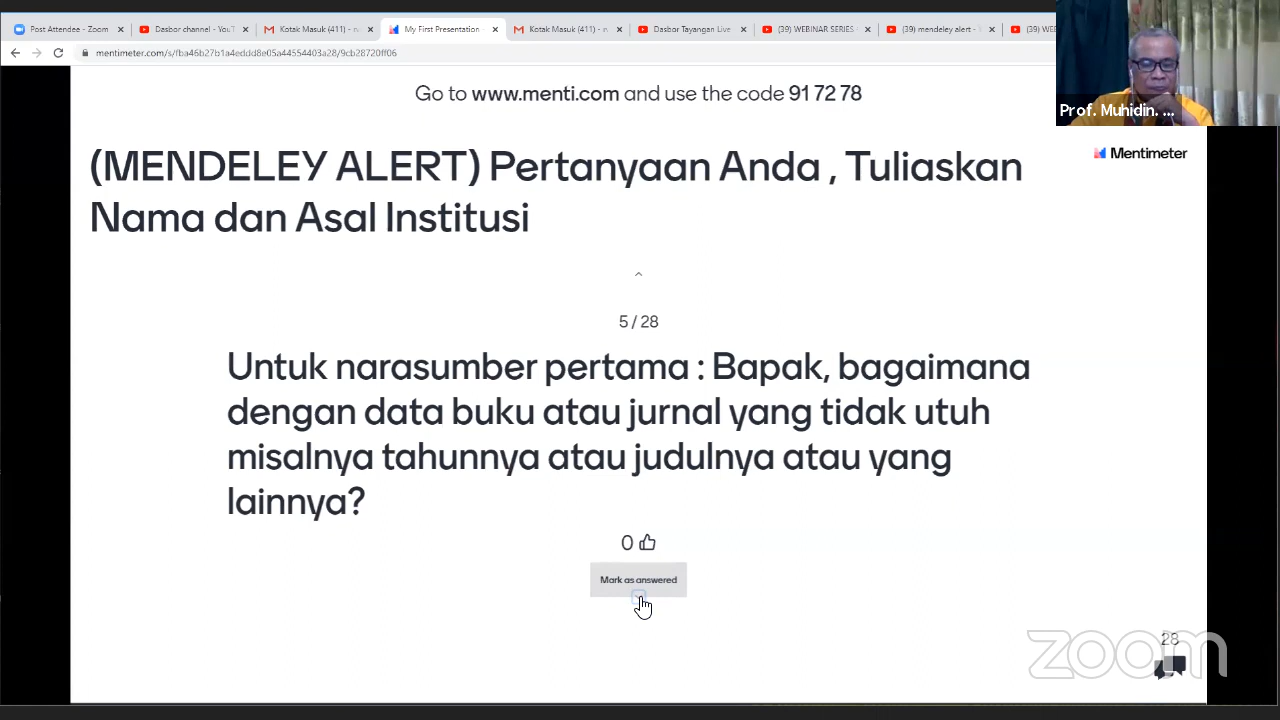 Post Attendee - Zoom
Dasbor channel - YouT
Kotak Masuk (411) -
My First Presentation -
Kotak Masuk (411) -
Dasbor Tayangan Live
(39) WEBINAR SERIES
(39) mendeley alert -
(39) WE
mentimeter.com/s/fba46b27b1a4eddd8e05a44554403a28/9cb28720ff06
Prof. Muhidin. ...
Go to www.menti.com and use the code 91 72 78
Mentimeter
(MENDELEY ALERT) Pertanyaan Anda , Tuliaskan
Nama dan Asal Institusi
5 / 28
Untuk narasumber pertama : Bapak, bagaimana
dengan data buku atau jurnal yang tidak utuh
misalnya tahunnya atau judulnya atau yang
lainnya?
0
Mark as answered
28
zoom